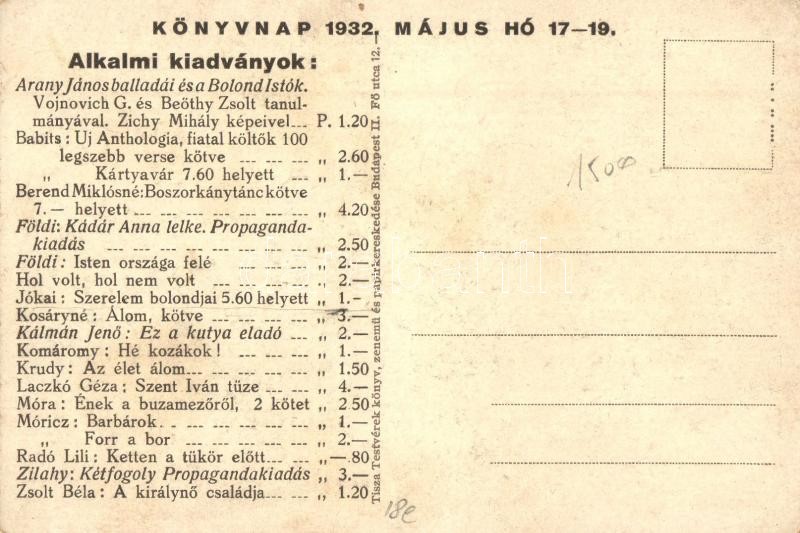 KÖNYVNAP 1932. MÁJUS HÓ 17—19.
Alkalmi kiadványok:
Arany János balladái és a Bolond Istók.
Vojnovich G. és Beöthy Zsolt tanul-
mányával. Zichy Mihály képeivel... P. 1.20
Babits: Uj Anthologia, fiatal költők 100
legszebb verse kötve ... ... ... „ 2.60
„ Kártyavár 7.60 helyett ... „ 1.—
Berend Miklósné: Boszorkánytánc kötve
7.— helyett ... ... ... ... ... ... „ 4.20
Földi: Kádár Anna lelke. Propaganda-
kiadás ... ... ... ... ... ... ... „ 2.50
Földi: Isten országa felé ... ... ... „ 2.—
Hol volt, hol nem volt ... ... ... ... „ 2.—
Jókai: Szerelem bolondjai 5.60 helyett „ 1.-
Kosáryné: Álom, kötve ... ... ... „ 3.—
Kálmán Jenő: Ez a kutya eladó ... „ 2.—
Komáromy: Hé kozákok! ... ... ... „ 1.—
Krudy: Az élet álom... ... ... ... „ 1.50
Laczkó Géza: Szent Iván tüze ... ... „ 4.—
Móra: Ének a buzamezőről, 2 kötet „ 2 50
Móricz: Barbárok... ... ... ... ... „ 1.—
„ Forr a bor ... ... ... ... „ 2.—
Radó Lili: Ketten a tükör előtt... ... „—.80
Zilahy: Kétfogoly Propagandakiadás „ 3.—
Zsolt Béla: A királynő családja... ... „ 1.20
Tisza Testvérek könyv, zenemű és papirkereskedése Budapest II. Fő utca 12.—
1500
18e